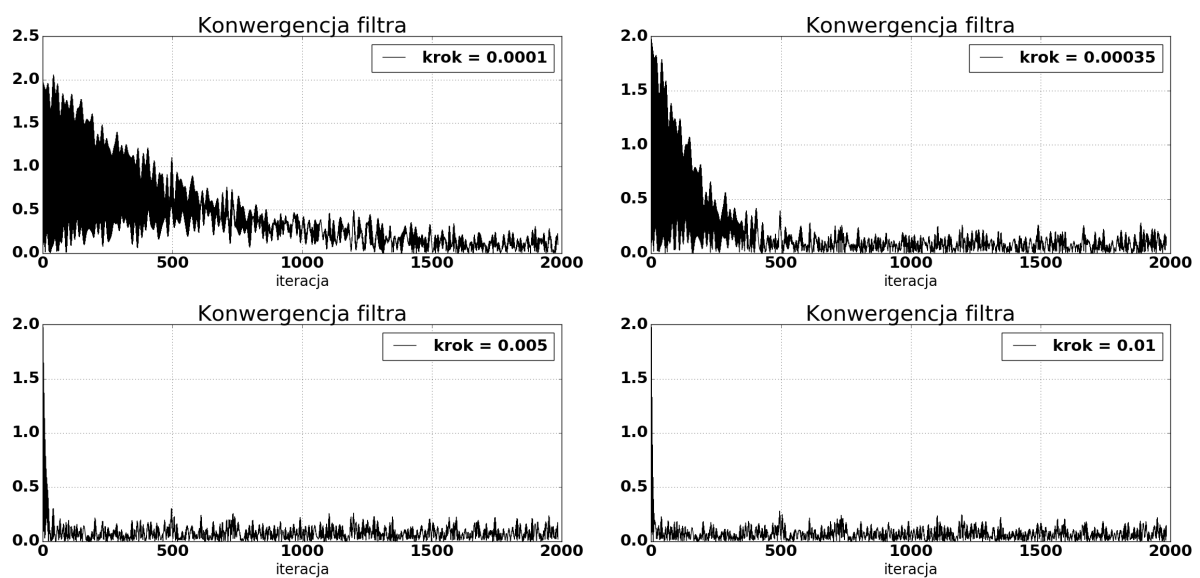 Konwergencja filtra
2.5
2.0
1.5
1.0
0.5
0.0
krok = 0.0001
0 500 1000 1500 2000
iteracja
Konwergencja filtra
2.0
1.5
1.0
0.5
0.0
krok = 0.00035
0 500 1000 1500 2000
iteracja
Konwergencja filtra
2.0
1.5
1.0
0.5
0.0
krok = 0.005
0 500 1000 1500 2000
iteracja
Konwergencja filtra
2.0
1.5
1.0
0.5
0.0
krok = 0.01
0 500 1000 1500 2000
iteracja